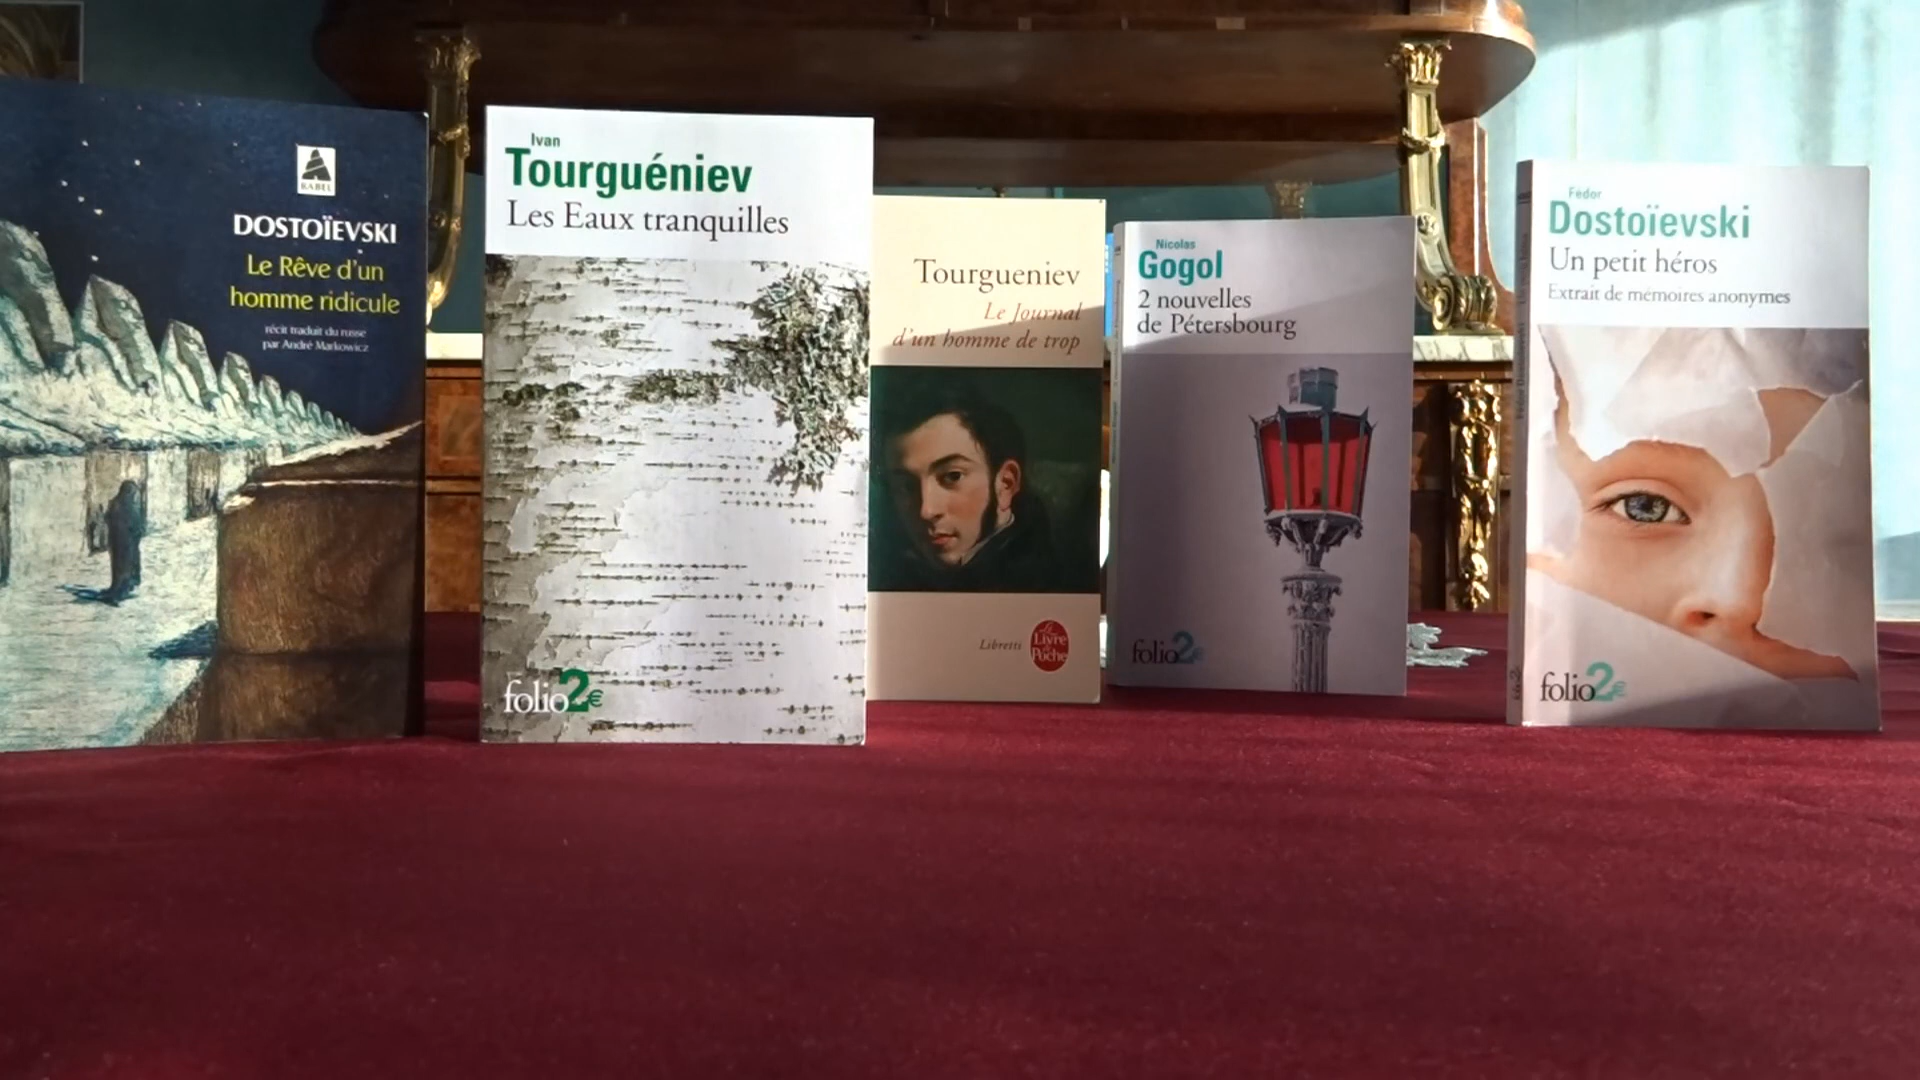 BABEL
DOSTOÏEVSKI
Le Rêve d'un
homme ridicule
récit traduit du russe
par André Markowicz
Ivan
Tourguéniev
Les Eaux tranquilles
folio2€
Tourgueniev
Le Journal
d'un homme de trop
Libretti
Le
Livre
de
Poche
Nicolas
Gogol
2 nouvelles
de Pétersbourg
folio2€
Fédor
Dostoïevski
Un petit héros
Extrait de mémoires anonymes
folio2€